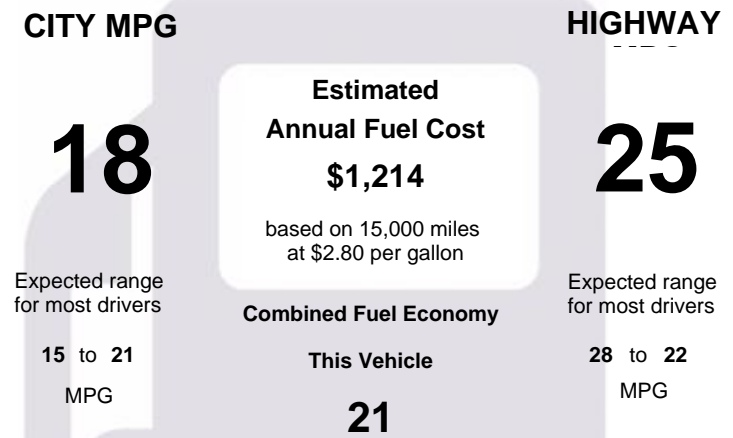 CITY MPG
18
Expected range
for most drivers
15 to 21
MPG
Estimated
Annual Fuel Cost
$1,214
based on 15,000 miles
at $2.80 per gallon
Combined Fuel Economy
This Vehicle
21
HIGHWAY
25
Expected range
for most drivers
28 to 22
MPG